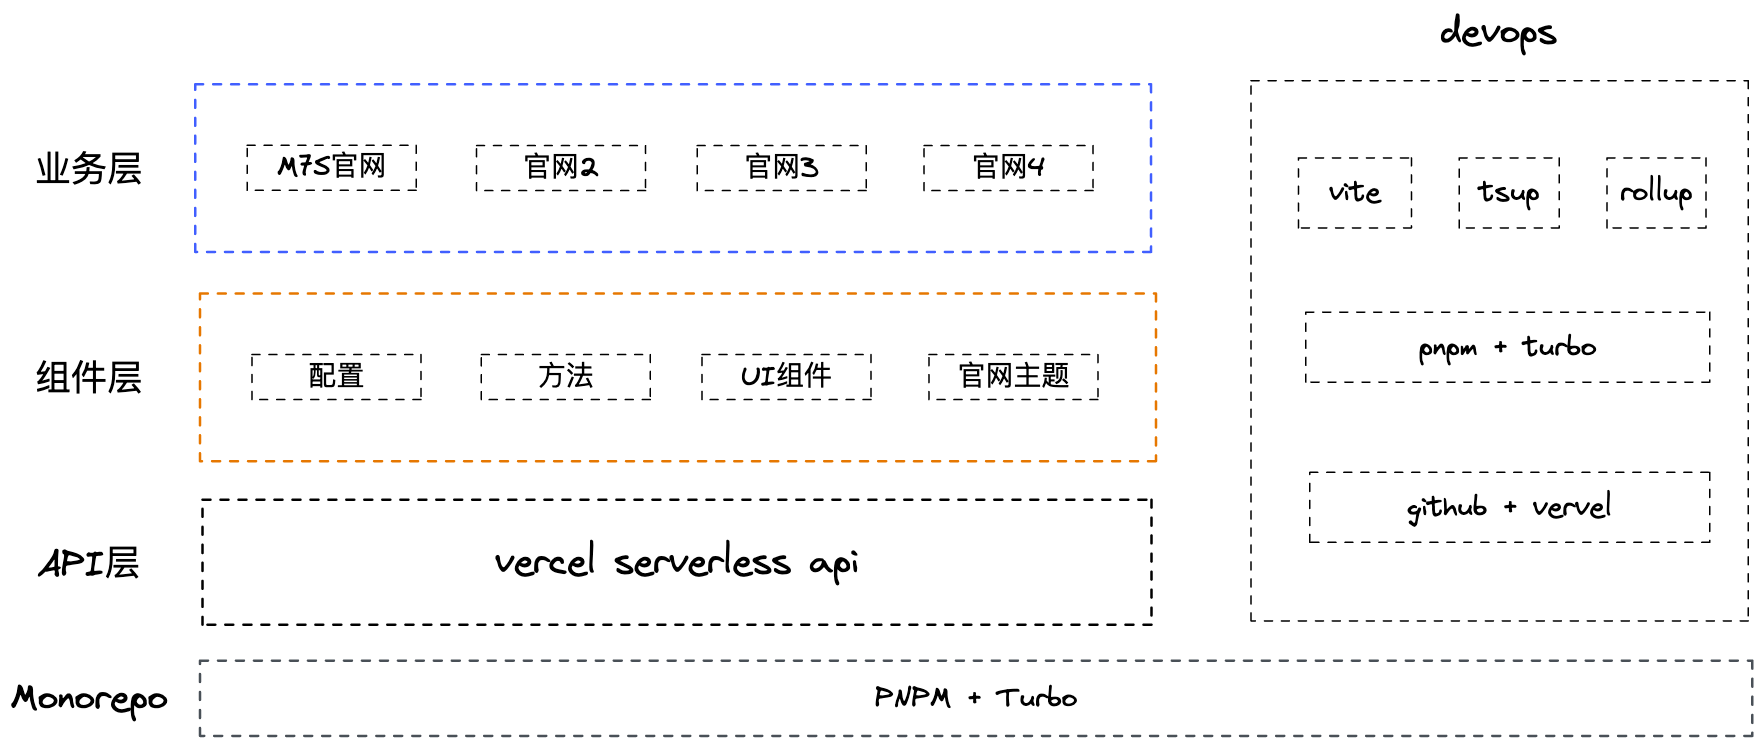 devops
业务层
M7S官网
官网2
官网3
官网4
vite
tsup
rollup
组件层
配置
方法
UI组件
官网主题
pnpm + turbo
github + vervel
API层
vercel serverless api
Monorepo
PNPM + Turbo